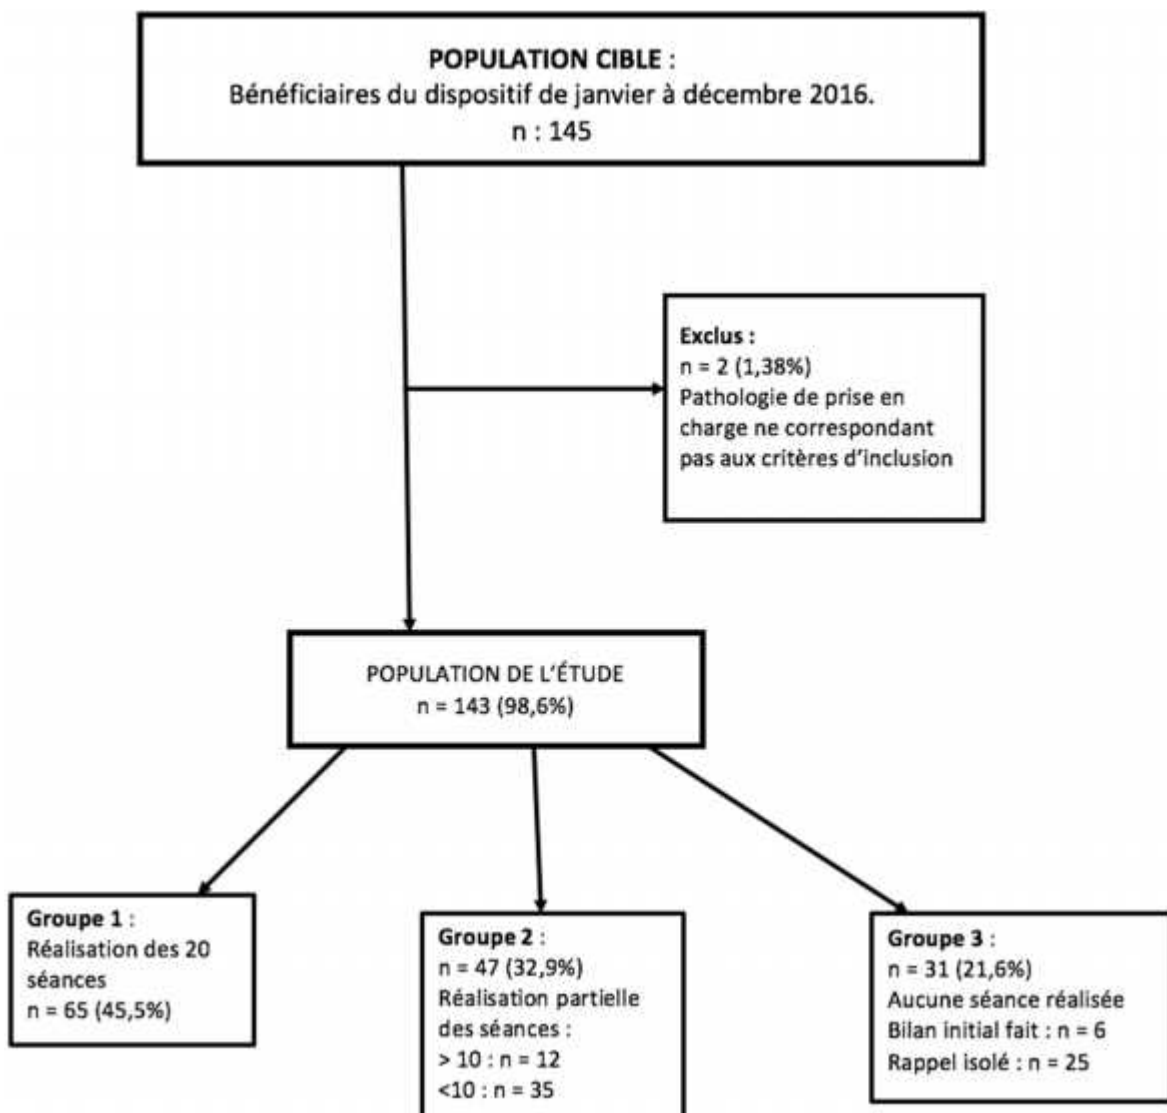 POPULATION CIBLE :
Bénéficiaires du dispositif de janvier à décembre 2016.
n : 145
Exclus :
n = 2 (1,38%)
Pathologie de prise en
charge ne correspondant
pas aux critères d'inclusion
POPULATION DE L'ÉTUDE
n = 143 (98,6%)
Groupe 1 :
Réalisation des 20
séances
n = 65 (45,5%)
Groupe 2 :
n = 47 (32,9%)
Réalisation partielle
des séances :
> 10 : n = 12
<10 : n = 35
Groupe 3 :
n = 31 (21,6%)
Aucune séance réalisée
Bilan initial fait : n = 6
Rappel isolé : n = 25